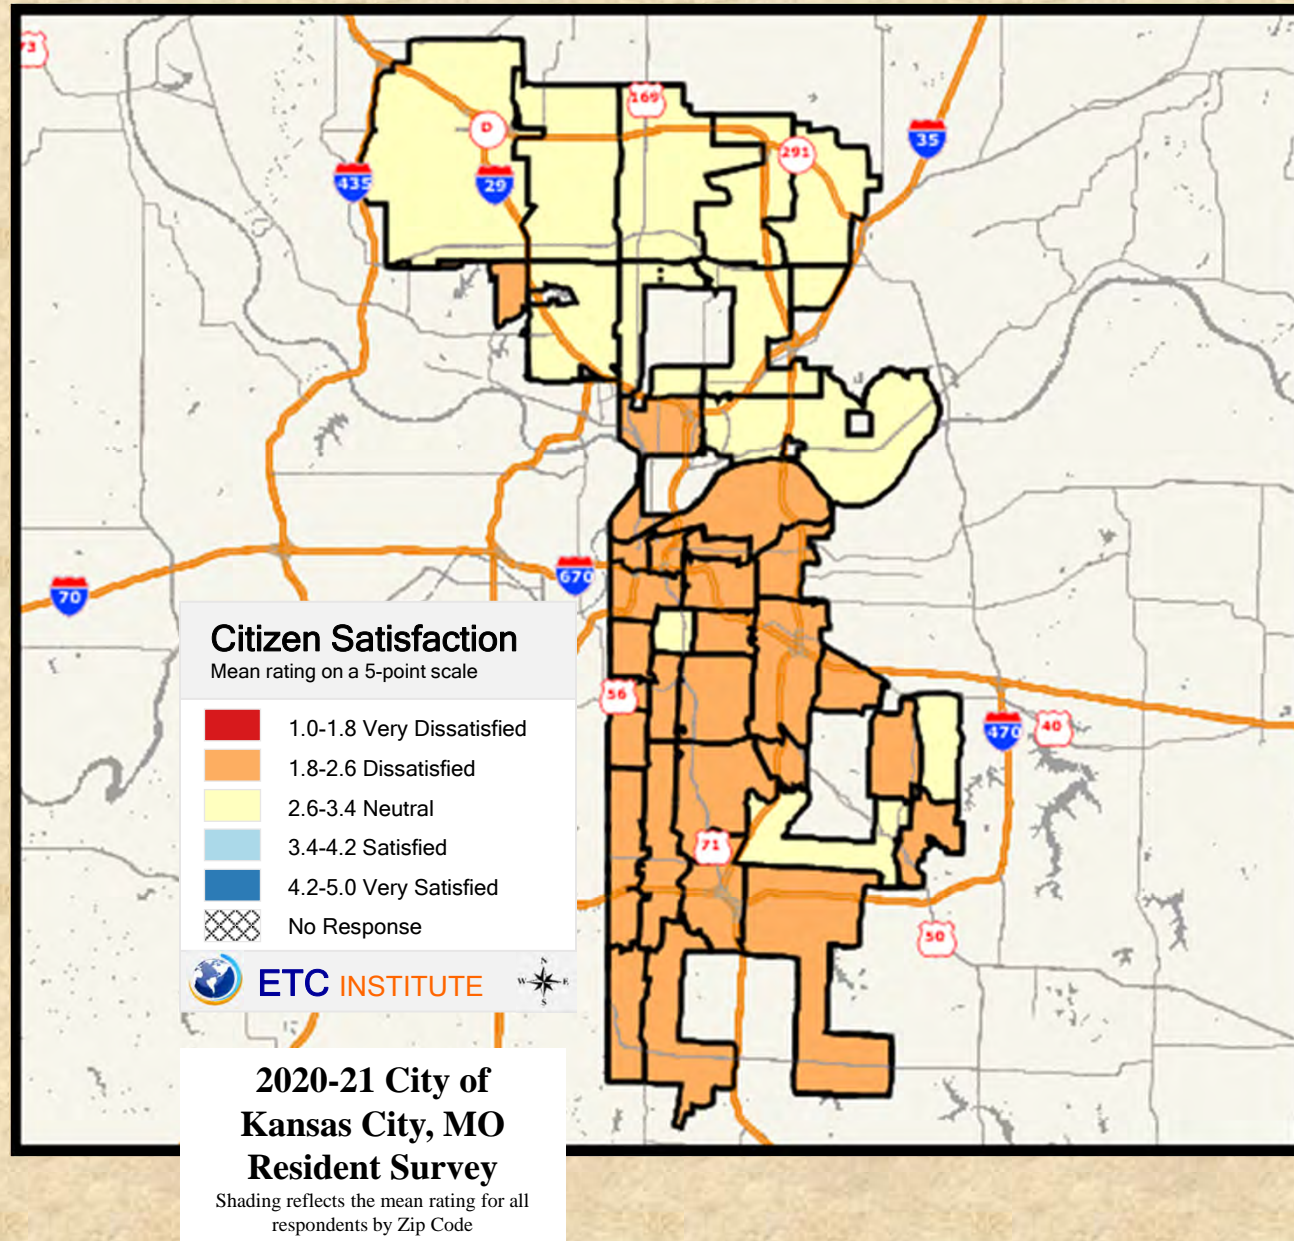 73
169
D
291
35
435
29
70
670
Citizen Satisfaction
Mean rating on a 5-point scale
56
1.0-1.8 Very Dissatisfied
1.8-2.6 Dissatisfied
2.6-3.4 Neutral
3.4-4.2 Satisfied
4.2-5.0 Very Satisfied
No Response
470
40
71
50
ETC INSTITUTE
N
W E
S
2020-21 City of
Kansas City, MO
Resident Survey
Shading reflects the mean rating for all
respondents by Zip Code